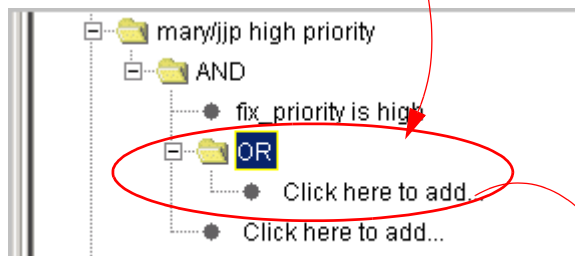 mary/jjp high priority
AND
fix_priority is high
OR
Click here to add...
Click here to add...